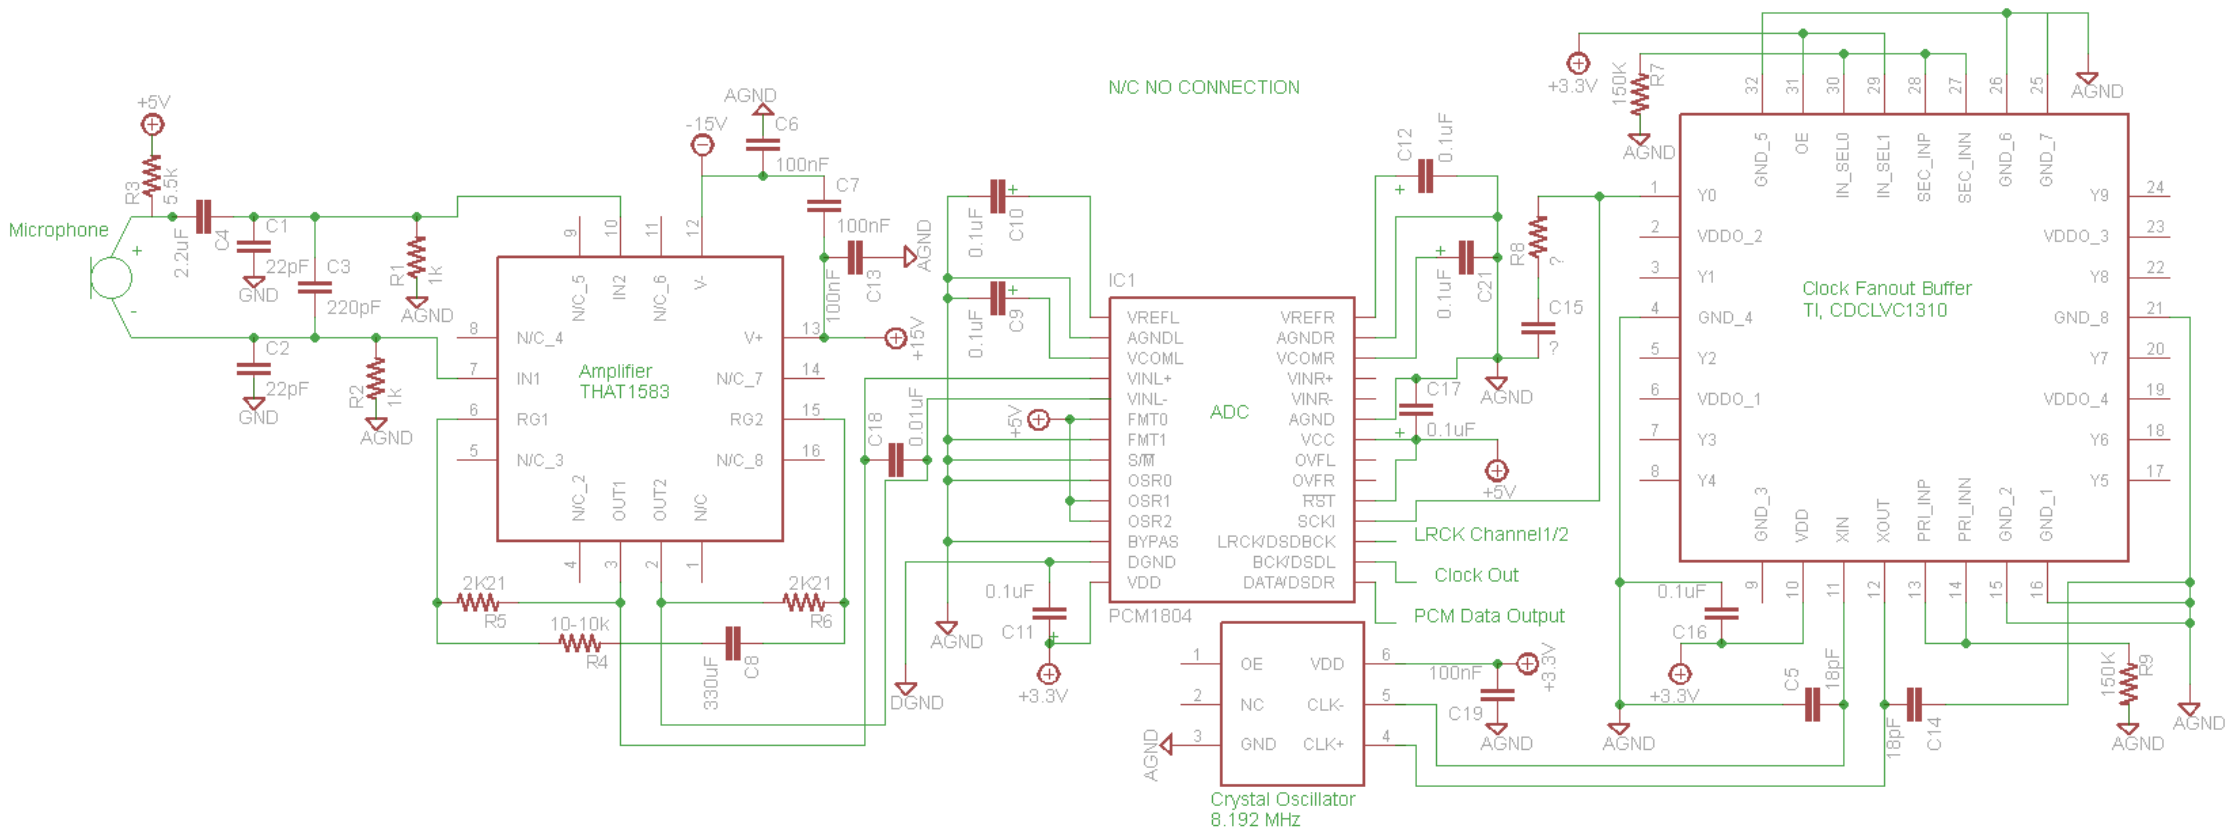 N/C NO CONNECTION
Microphone
+
-
+5V
R3
5.5k
2.2uF
C4
C1
22pF
GND
C3
220pF
R1
1k
AGND
C2
22pF
GND
R2
1k
AGND
-15V
AGND
C6
100nF
C7
100nF
100nF
C13
AGND
+15V
9
10
11
12
N/C_5
IN2
N/C_6
V-
8
N/C_4
7
IN1
6
RG1
5
N/C_3
Amplifier
THAT1583
V+
13
N/C_7
14
RG2
15
N/C_8
16
N/C_2
OUT1
OUT2
N/C
4
3
2
1
2K21
R5
2K21
R6
10-10k
R4
330uF
C8
C18
0.01uF
0.1uF
C10
+
0.1uF
C9
+
+5V
AGND
DGND
0.1uF
C11
+
+3.3V
IC1
ADC
PCM1804
VREFL
AGNDL
VCOML
VINL+
VINL-
FMT0
FMT1
S/M
OSR0
OSR1
OSR2
BYPAS
DGND
VDD
VREFR
AGNDR
VCOMR
VINR+
VINR-
AGND
VCC
OVFL
OVFR
RST
SCKI
LRCK/DSDBCK
BCK/DSDL
DATA/DSDR
C12
0.1uF
+
0.1uF
C21
+
R8
?
C15
?
AGND
C17
0.1uF
+
+5V
LRCK Channel1/2
Clock Out
PCM Data Output
1
OE
2
NC
3
GND
AGND
VDD
6
CLK-
5
CLK+
4
Crystal Oscillator
8.192 MHz
100nF
C19
+3.3V
AGND
+3.3V
150K
R7
AGND
AGND
32
31
30
29
28
27
26
25
GND_5
OE
IN_SEL0
IN_SEL1
SEC_INP
SEC_INN
GND_6
GND_7
1
Y0
2
VDDO_2
3
Y1
4
GND_4
5
Y2
6
VDDO_1
7
Y3
8
Y4
Clock Fanout Buffer
TI, CDCLVC1310
Y9
24
VDDO_3
23
Y8
22
GND_8
21
Y7
20
VDDO_4
19
Y6
18
Y5
17
GND_3
VDD
XIN
XOUT
PRI_INP
PRI_INN
GND_2
GND_1
9
10
11
12
13
14
15
16
0.1uF
C16
+3.3V
AGND
C5
18pF
18pF
C14
150K
R9
AGND
AGND